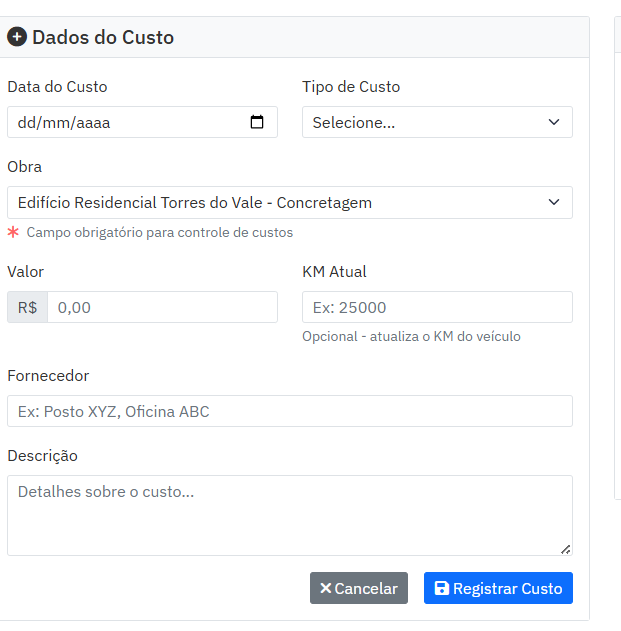 Dados do Custo
Data do Custo
Tipo de Custo
dd/mm/aaaa
Selecione...
Obra
Edifício Residencial Torres do Vale - Concretagem
* Campo obrigatório para controle de custos
Valor
KM Atual
R$ 0,00
Ex: 25000
Opcional - atualiza o KM do veículo
Fornecedor
Ex: Posto XYZ, Oficina ABC
Descrição
Detalhes sobre o custo...
Cancelar
Registrar Custo